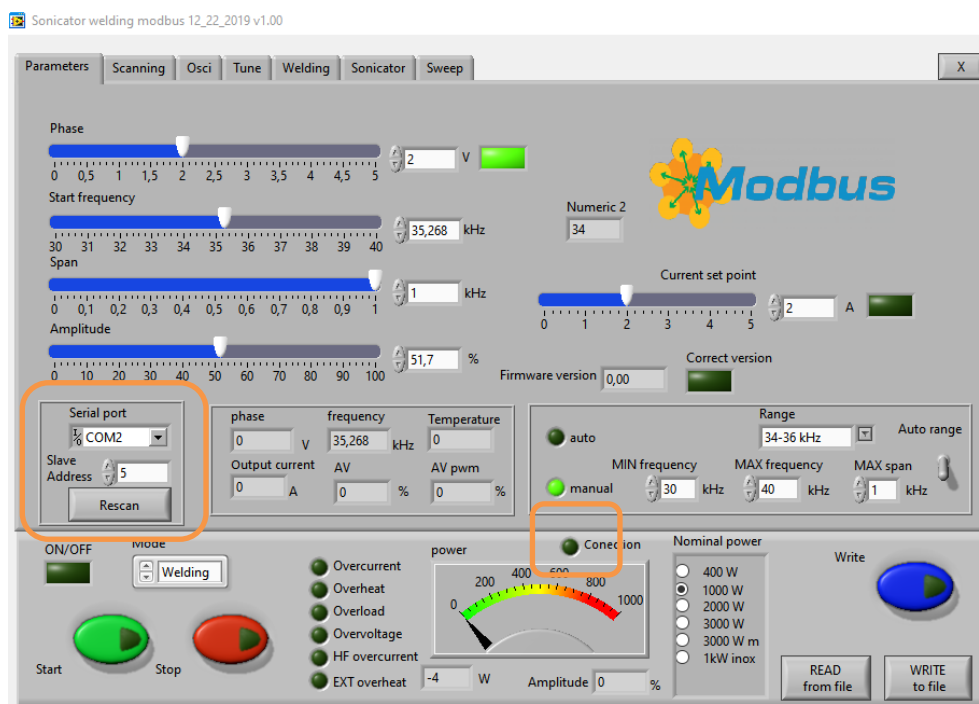 Sonicator welding modbus 12_22_2019 v1.00
Parameters Scanning Osci Tune Welding Sonicator Sweep X
Phase
0 0,5 1 1,5 2 2,5 3 3,5 4 4,5 5
2 V
Modbus
Start frequency
30 31 32 33 34 35 36 37 38 39 40
35,268 kHz
Numeric 2
34
Span
0 0,1 0,2 0,3 0,4 0,5 0,6 0,7 0,8 0,9 1
1 kHz
Current set point
0 1 2 3 4 5
2 A
Amplitude
0 10 20 30 40 50 60 70 80 90 100
51,7 %
Firmware version 0,00
Correct version
Serial port
COM2
Slave
Address 5
Rescan
phase frequency Temperature
0 V 35,268 kHz 0
Output current AV AV pwm
0 A 0 % 0 %
auto
manual
Range
34-36 kHz
Auto range
MIN frequency MAX frequency MAX span
30 kHz 40 kHz 1 kHz
ON/OFF
Mode
Welding
Start Stop
Overcurrent
Overheat
Overload
Overvoltage
HF overcurrent
EXT overheat
power
Conection
0 200 400 600 800 1000
-4 W
Amplitude 0 %
Nominal power
400 W
1000 W
2000 W
3000 W
3000 W m
1kW inox
Write
READ
from file
WRITE
to file